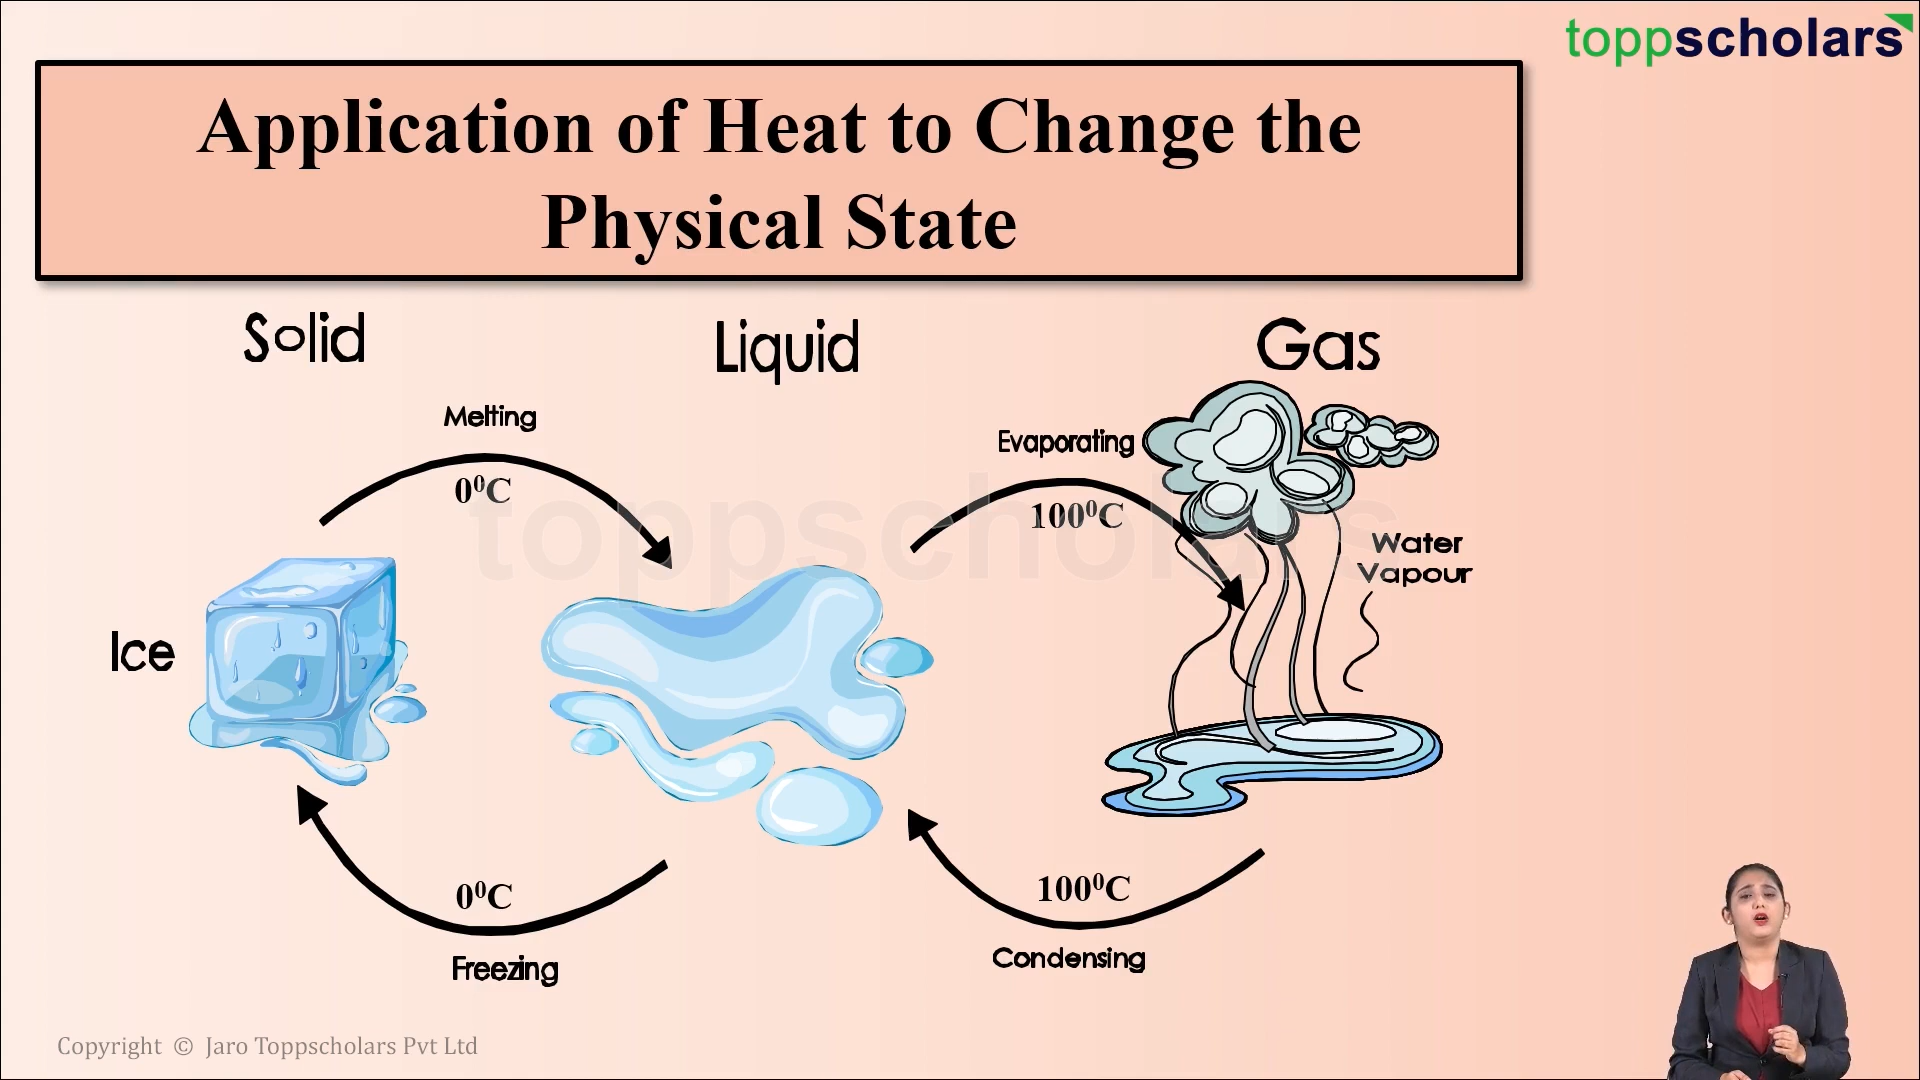 toppscholars
Application of Heat to Change the
Physical State
Solid
Liquid
Gas
Melting
0⁰C
Evaporating
100⁰C
Water
Vapour
toppscholars
Ice
0⁰C
Freezing
100⁰C
Condensing
Copyright © Jaro Toppscholars Pvt Ltd